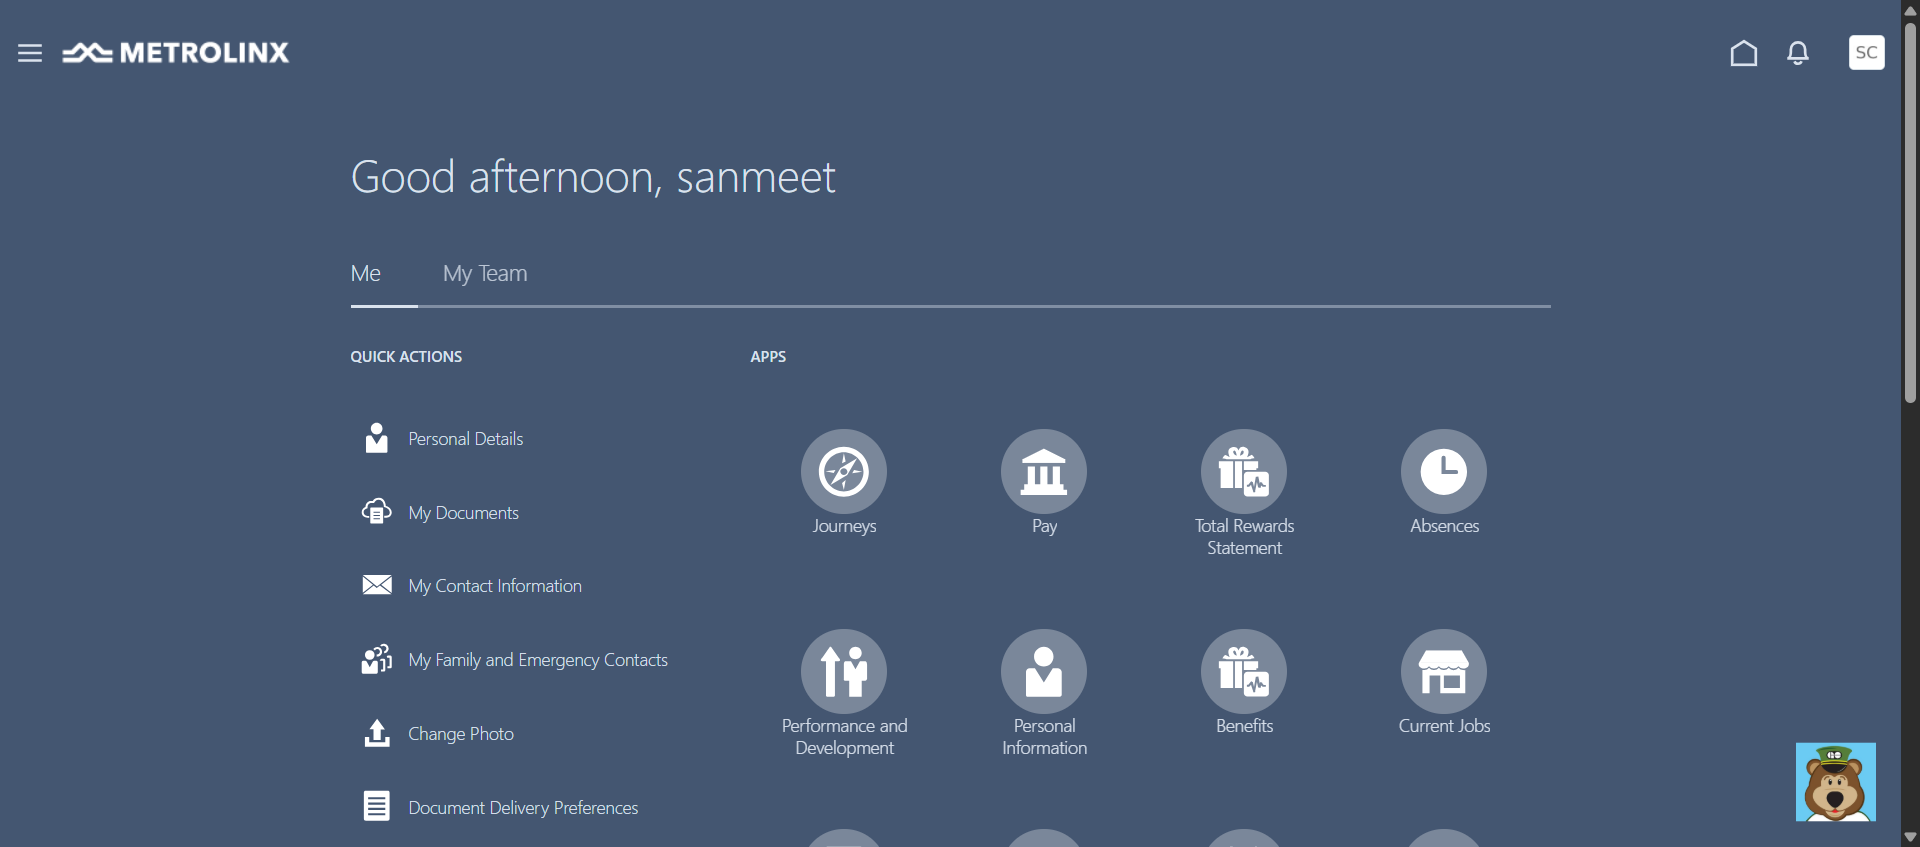 METROLINX
SC
Good afternoon, sanmeet
Me
My Team
QUICK ACTIONS
Personal Details
My Documents
My Contact Information
My Family and Emergency Contacts
Change Photo
Document Delivery Preferences
APPS
Journeys
Pay
Total Rewards
Statement
Absences
Performance and
Development
Personal
Information
Benefits
Current Jobs